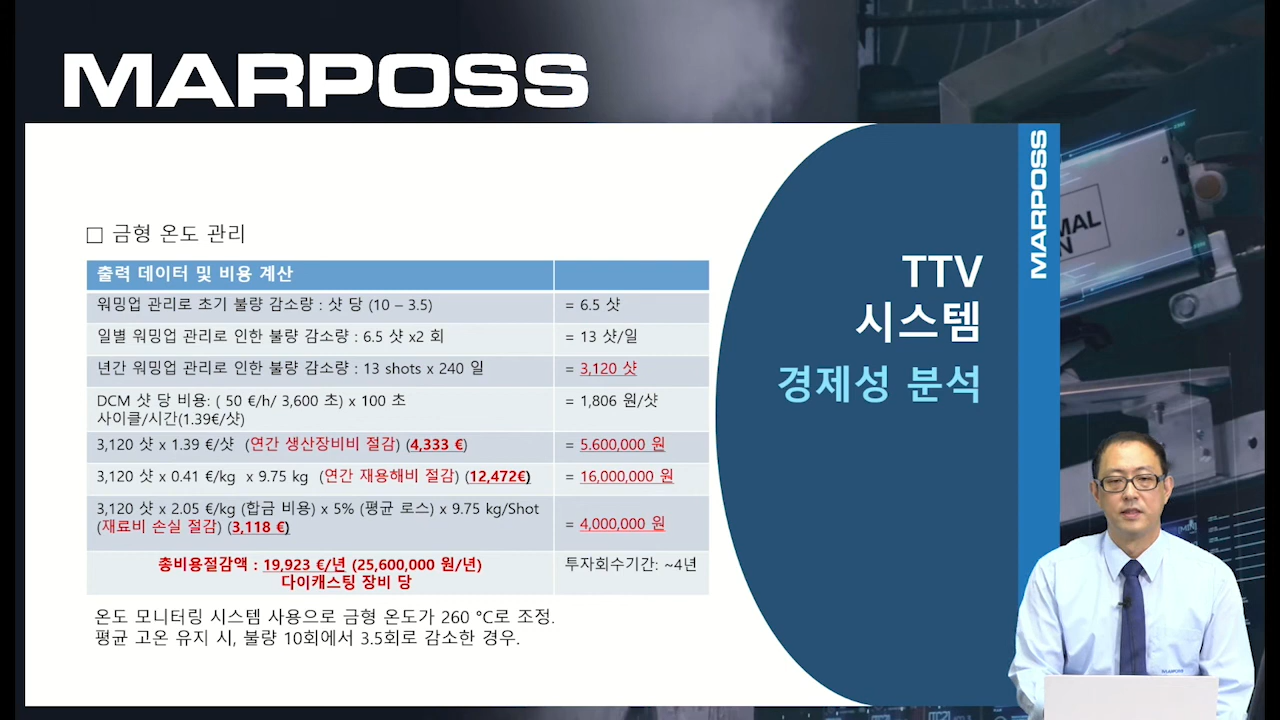 MARPOSS
MARPOSS
TTV
시스템
경제성 분석
□ 금형 온도 관리
출력 데이터 및 비용 계산
워밍업 관리로 초기 불량 감소량 : 샷 당 (10 – 3.5)
= 6.5 샷
일별 워밍업 관리로 인한 불량 감소량 : 6.5 샷 x2 회
= 13 샷/일
년간 워밍업 관리로 인한 불량 감소량 : 13 shots x 240 일
= 3,120 샷
DCM 샷 당 비용: ( 50 €/h/ 3,600 초) x 100 초
사이클/시간(1.39€/샷)
= 1,806 원/샷
3,120 샷 x 1.39 €/샷 (연간 생산장비비 절감) (4,333 €)
= 5.600,000 원
3,120 샷 x 0.41 €/kg x 9.75 kg (연간 재용해비 절감) (12,472€)
= 16,000,000 원
3,120 샷 x 2.05 €/kg (합금 비용) x 5% (평균 로스) x 9.75 kg/Shot
(재료비 손실 절감) (3,118 €)
= 4,000,000 원
총비용절감액 : 19,923 €/년 (25,600,000 원/년)
다이캐스팅 장비 당
투자회수기간: ~4년
온도 모니터링 시스템 사용으로 금형 온도가 260 °C로 조정.
평균 고온 유지 시, 불량 10회에서 3.5회로 감소한 경우.
MARPOSS